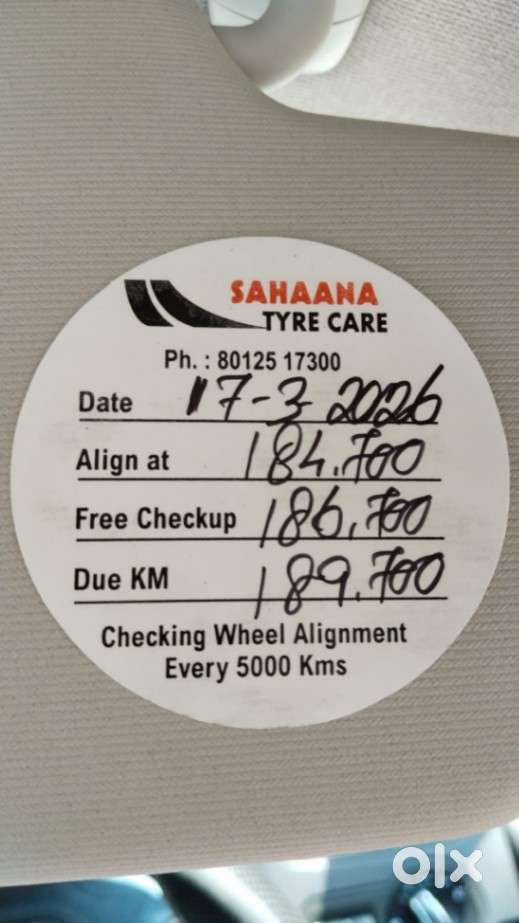 SAHAANA
TYRE CARE
Ph. : 80125 17300
Date 17-3-2026
Align at 184.700
Free Checkup 186.700
Due KM 189.700
Checking Wheel Alignment
Every 5000 Kms
olx